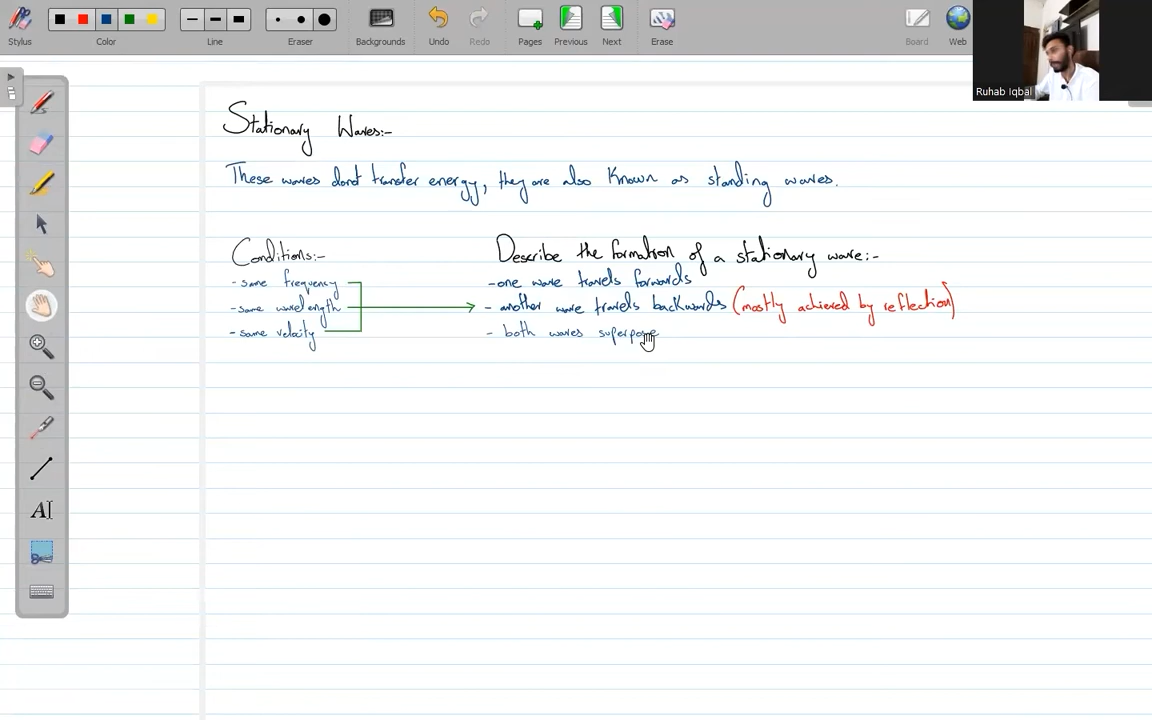 Stylus
Color
Line
Eraser
Backgrounds
Undo
Redo
Pages
Previous
Next
Erase
Board
Web
Ruhab Iqbal
Stationary Waves:-
These waves dont transfer energy, they are also known as standing waves.
Conditions:-
- same frequency
- same wavelength
- same velocity
Describe the formation of a stationary wave:-
- one wave travels forwards
- another wave travels backwards (mostly achieved by reflection)
- both waves superpose
A